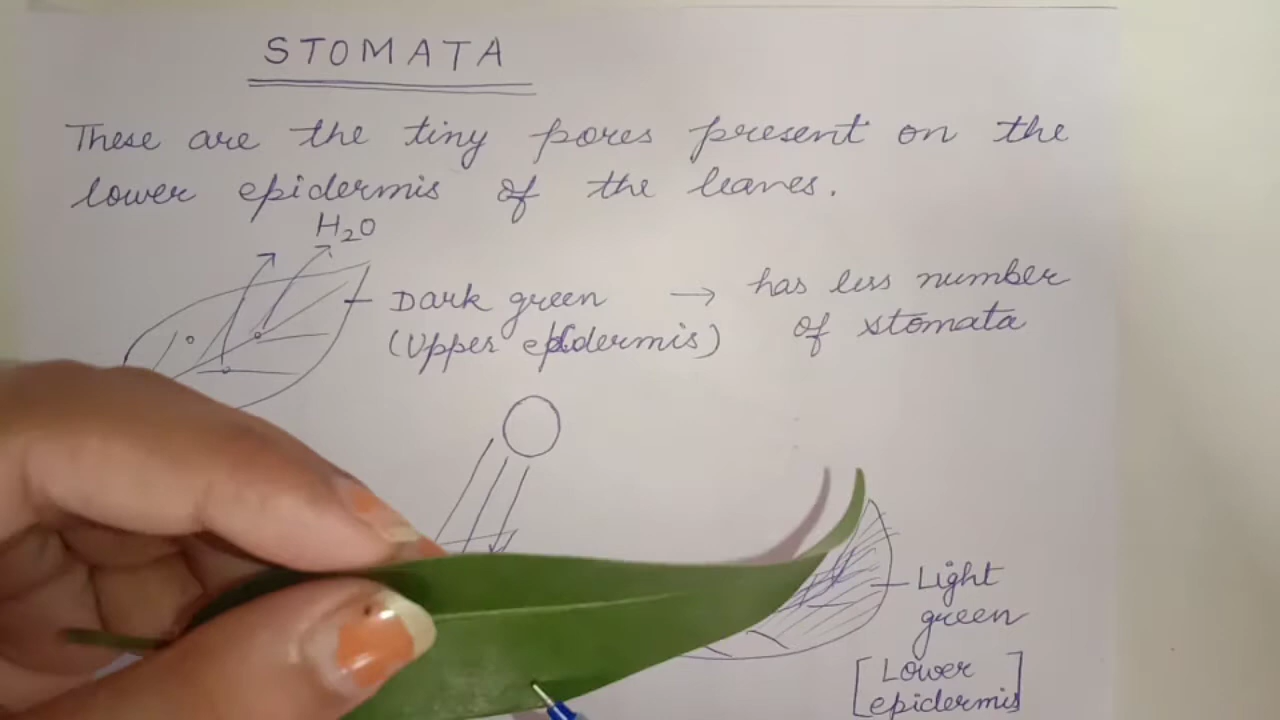 STOMATA
These are the tiny pores present on the
lower epidermis of the leaves.
H2O
Dark green → has less number
(Upper epidermis) of stomata
Light
green
[Lower
epidermis]